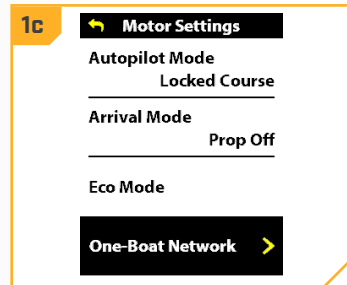 1c
Motor Settings
Autopilot Mode
Locked Course
Arrival Mode
Prop Off
Eco Mode
One-Boat Network